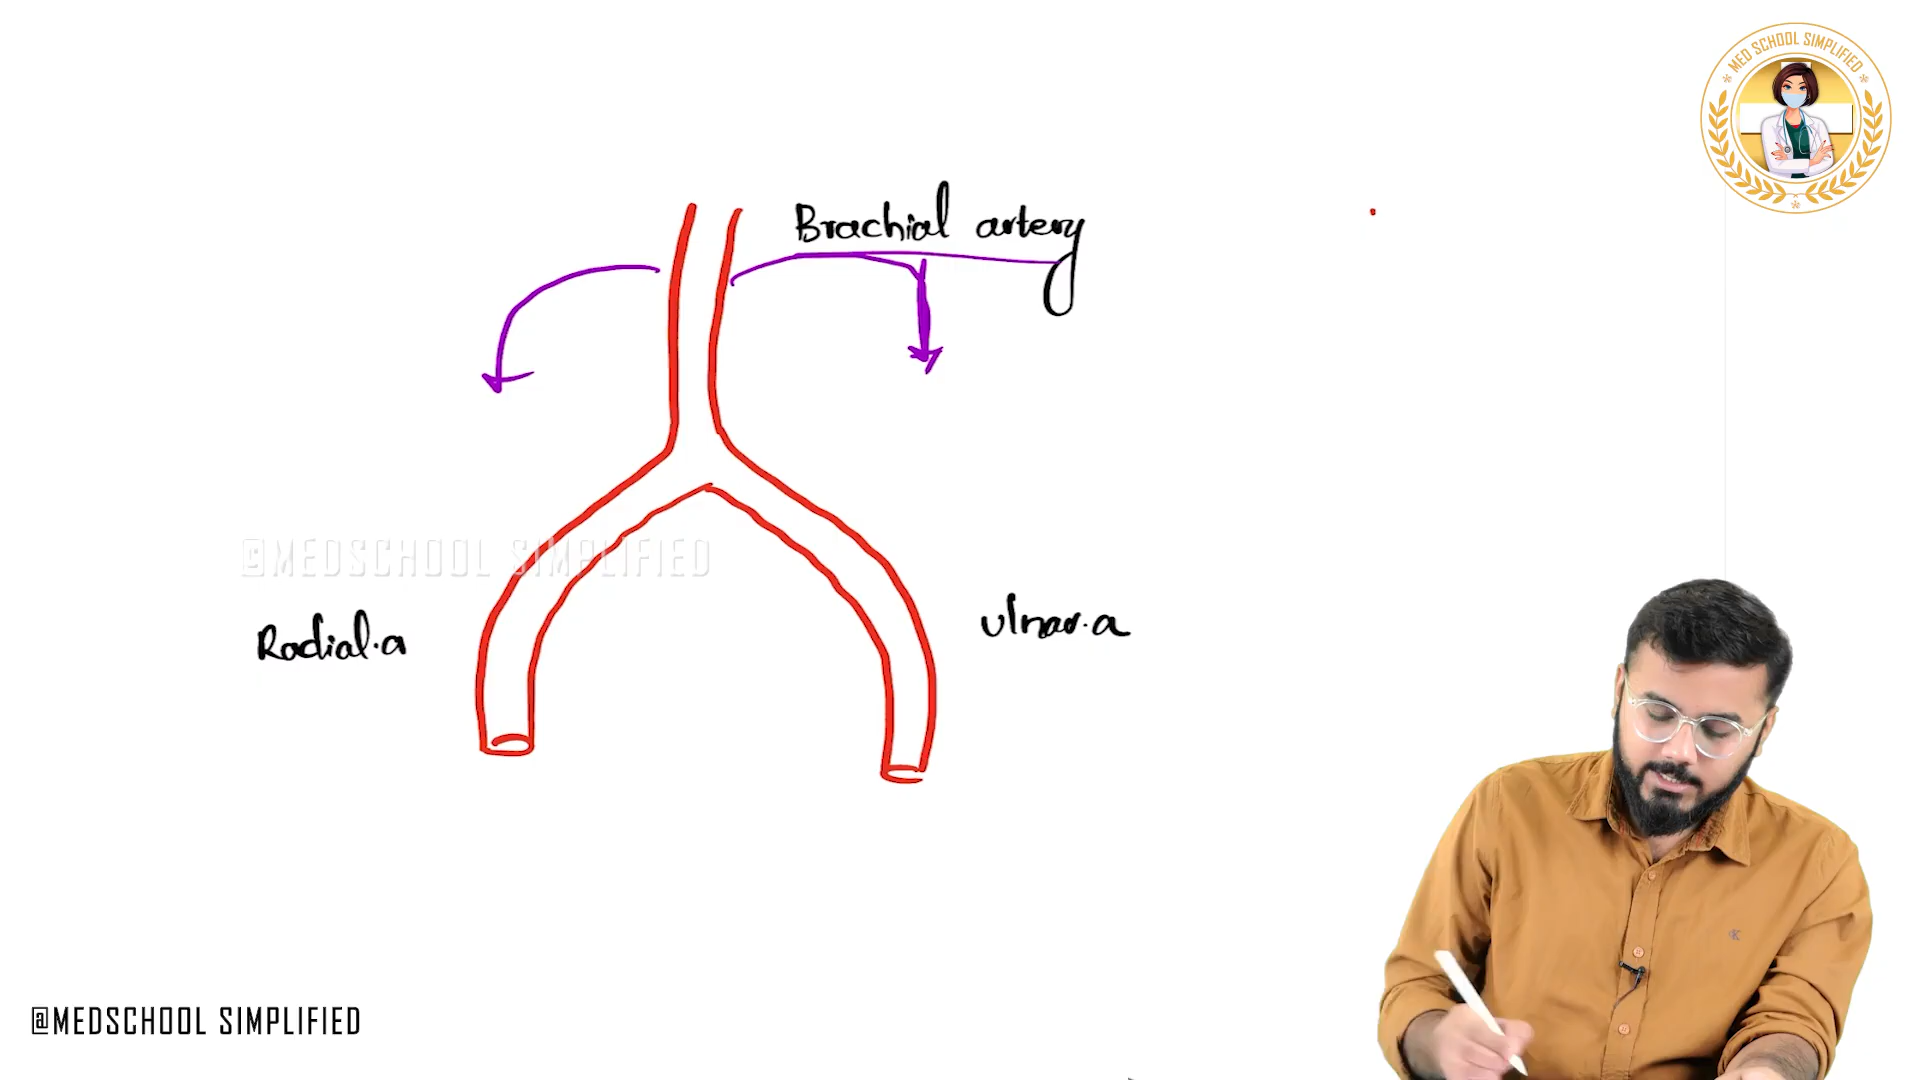 MED SCHOOL SIMPLIFIED
Brachial artery
@MEDSCHOOL SIMPLIFIED
Radial.a
ulnar.a
@MEDSCHOOL SIMPLIFIED